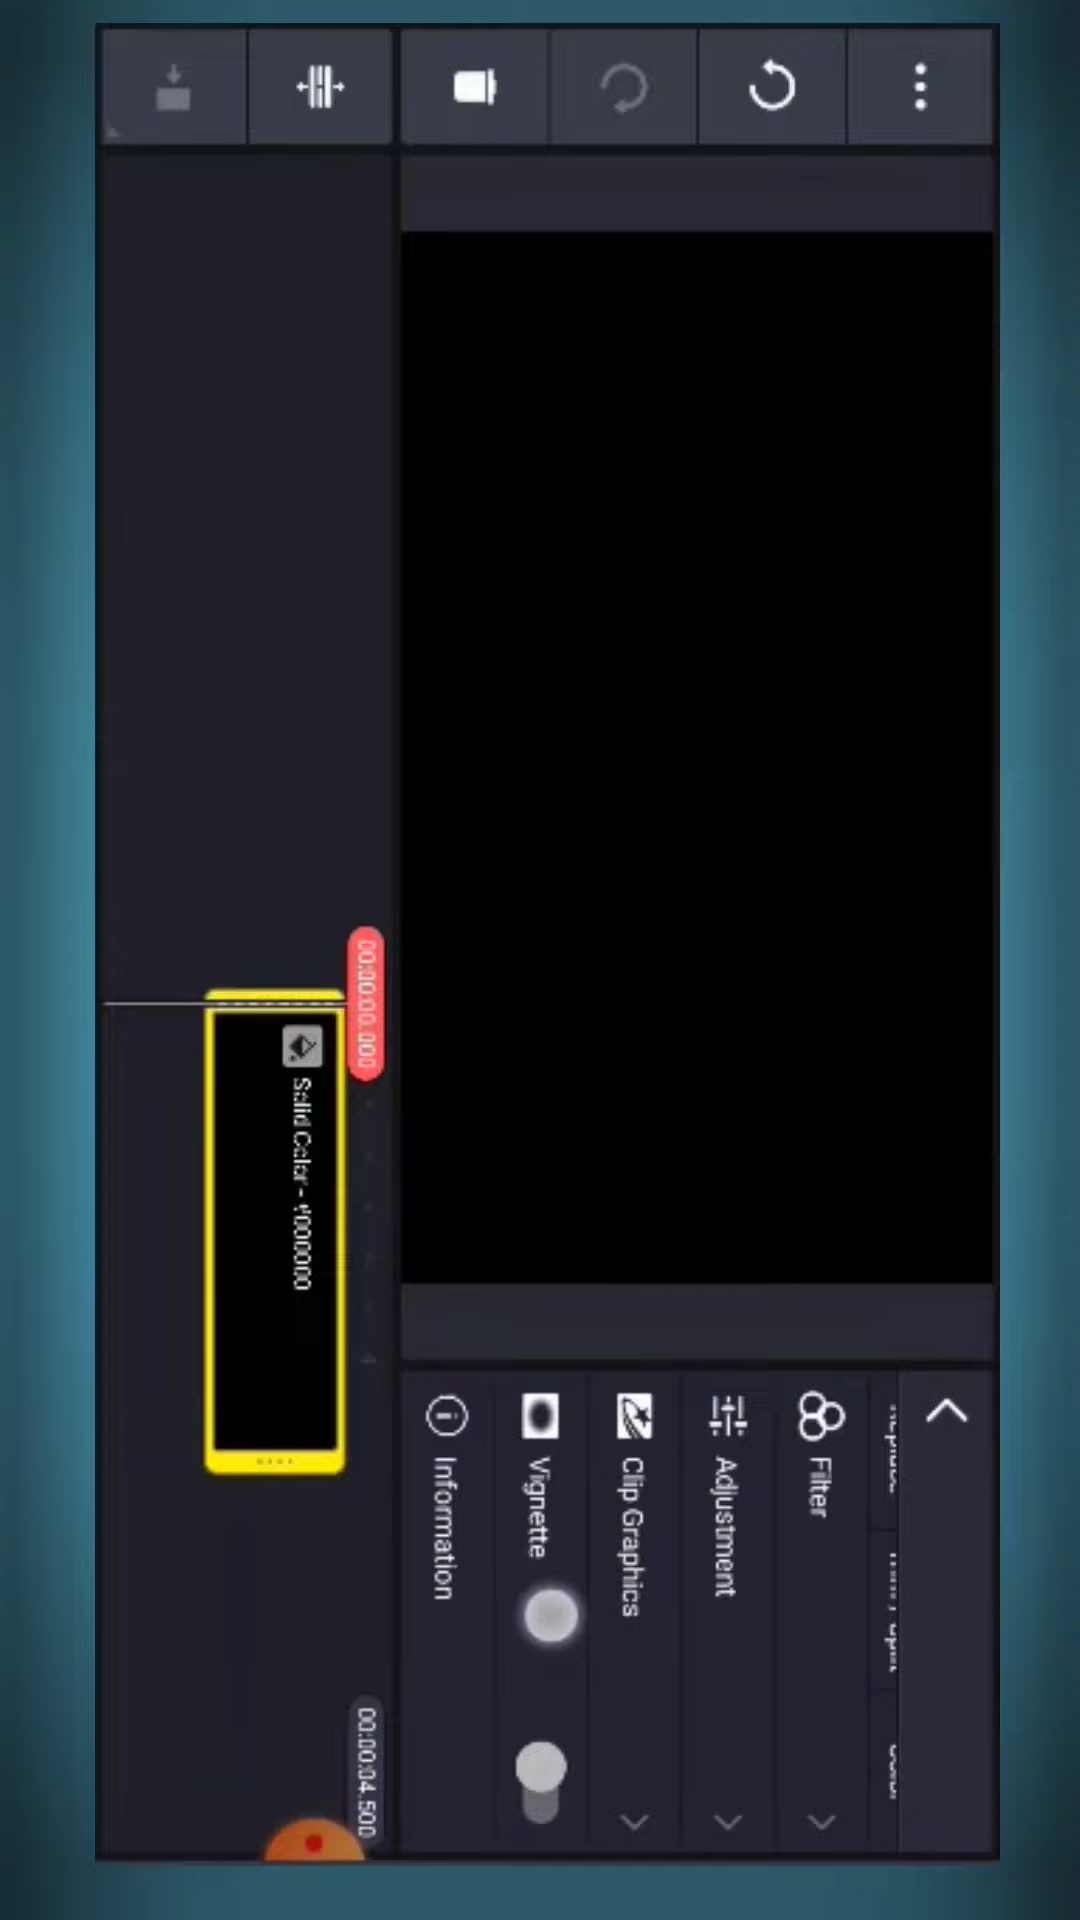 Filter
Adjustment
Clip Graphics
Vignette
Information
00:00:00.000
Solid Color - #000000
00:00:04.500